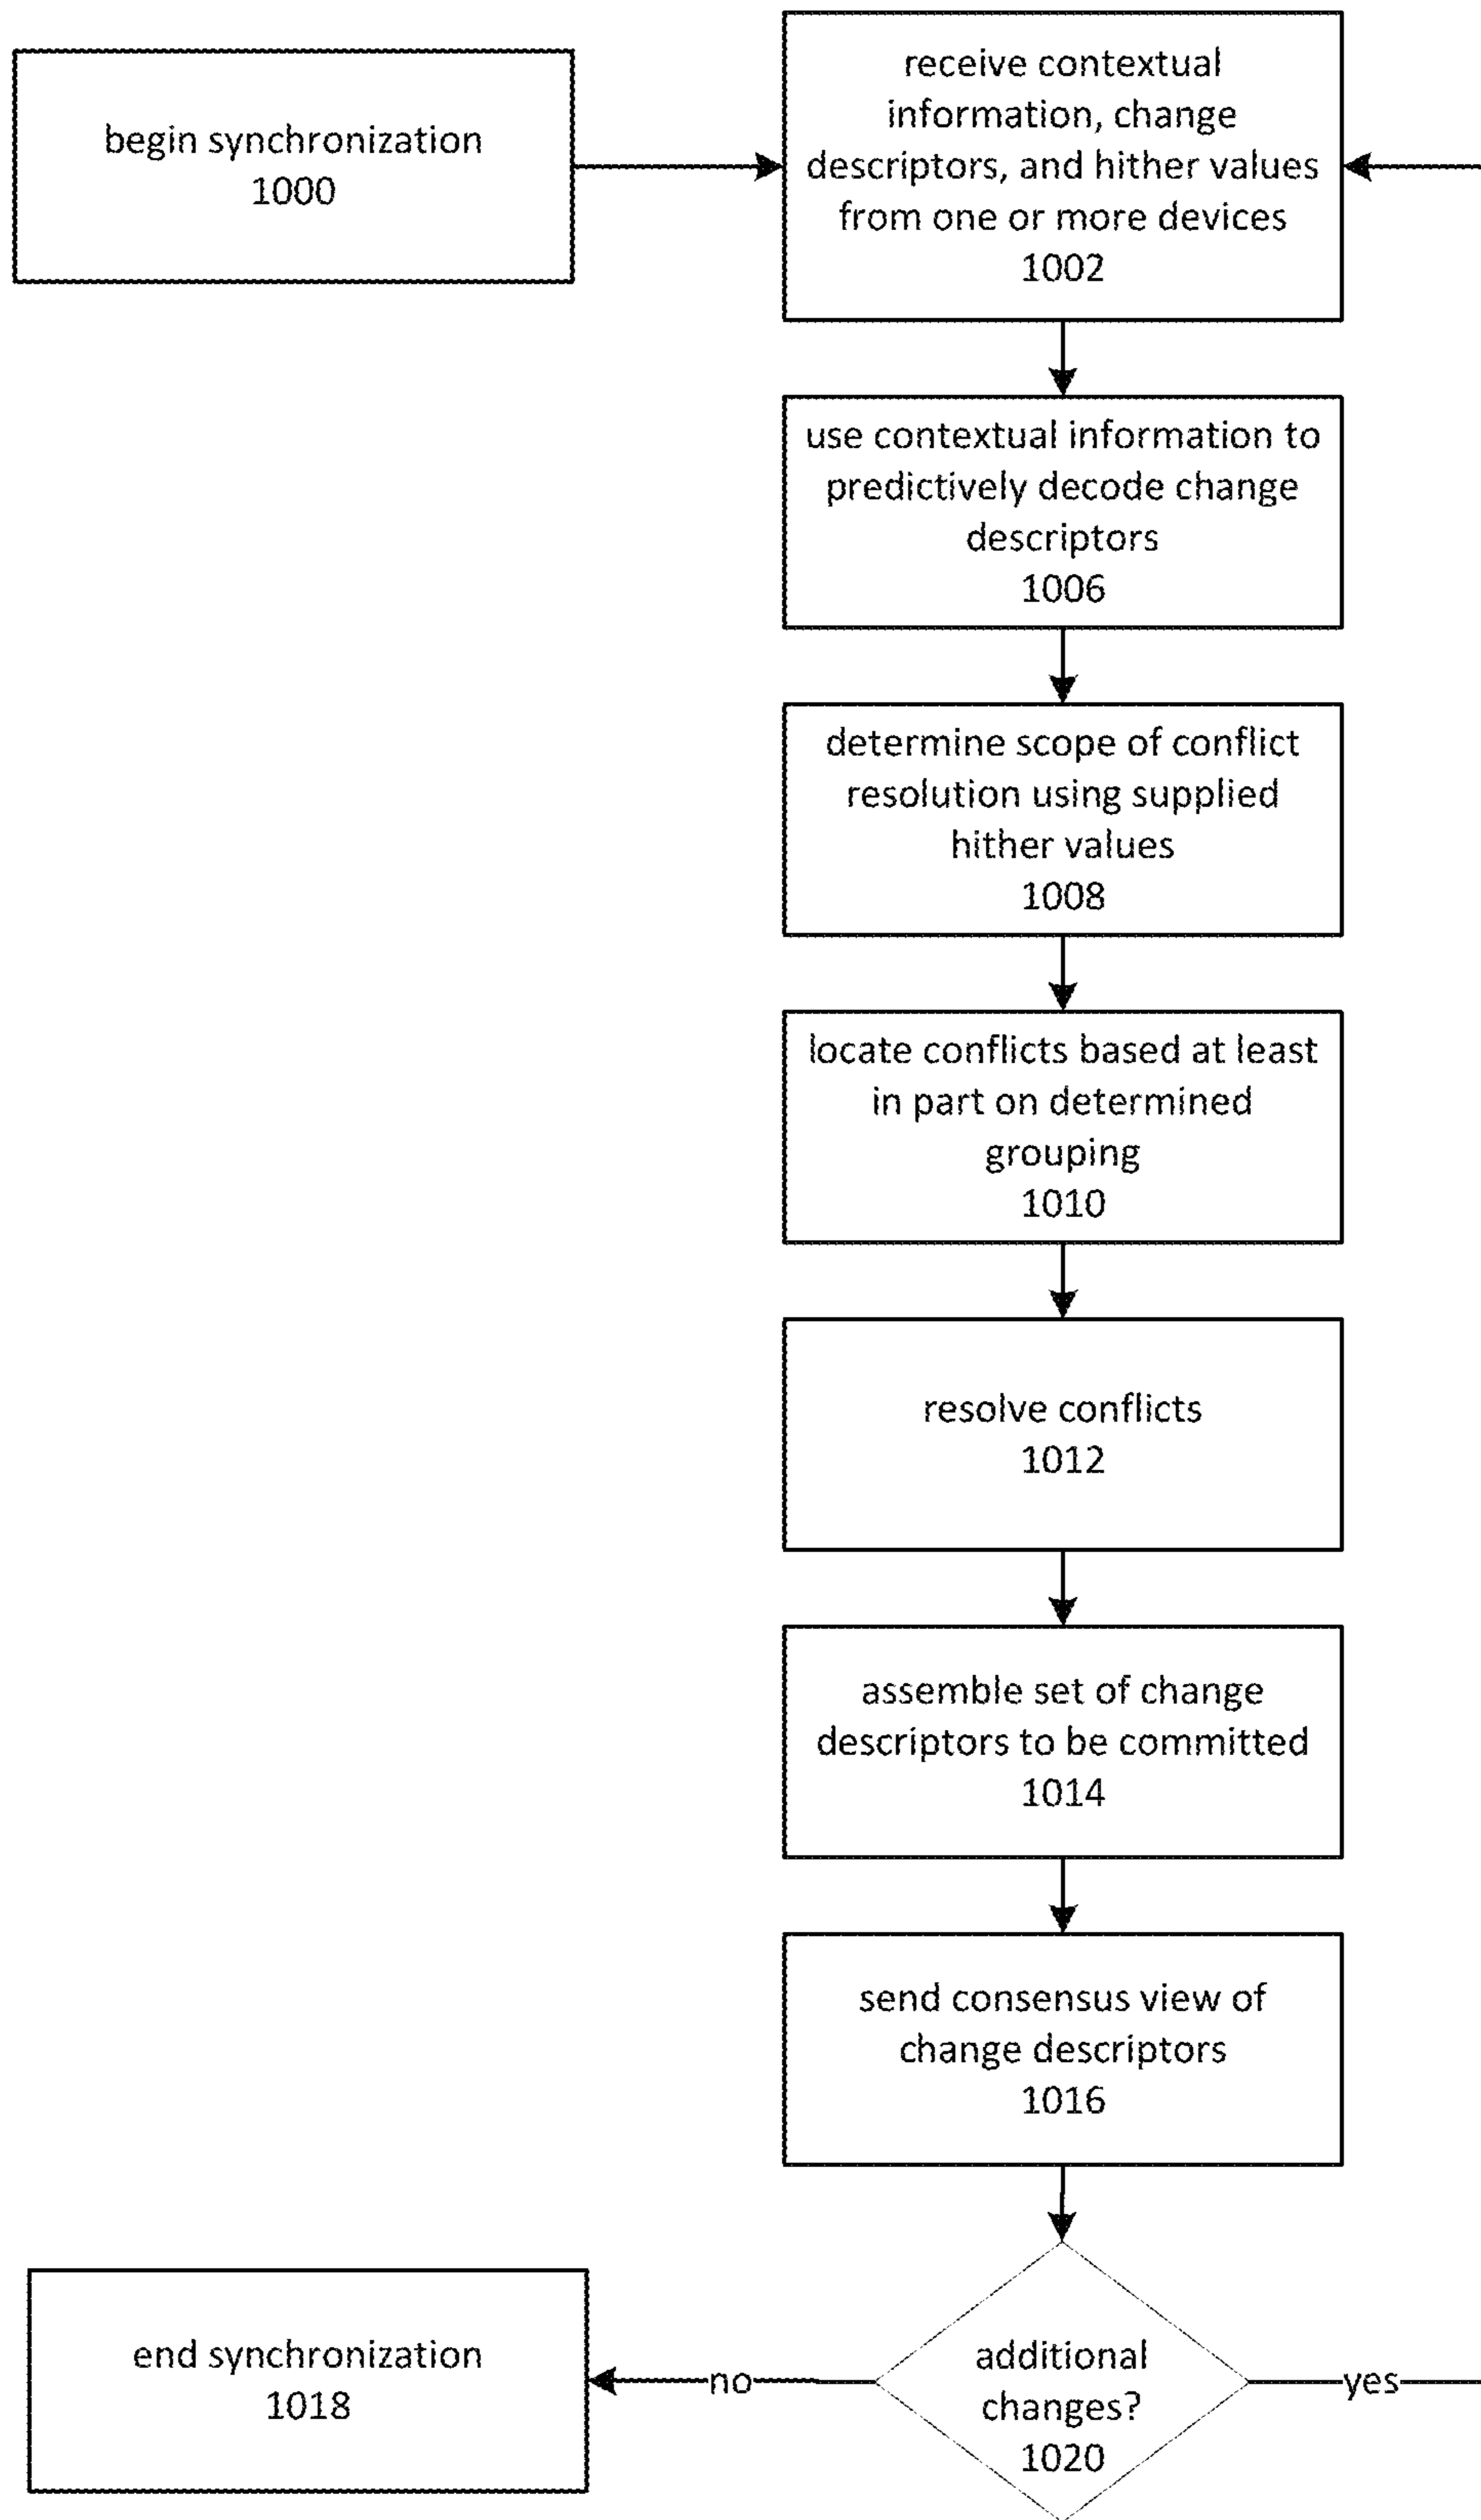 begin synchronization
1000
receive contextual
information, change
descriptors, and hither values
from one or more devices
1002
use contextual information to
predictively decode change
descriptors
1006
determine scope of conflict
resolution using supplied
hither values
1008
locate conflicts based at least
in part on determined
grouping
1010
resolve conflicts
1012
assemble set of change
descriptors to be committed
1014
send consensus view of
change descriptors
1016
additional
changes?
1020
no
yes
end synchronization
1018